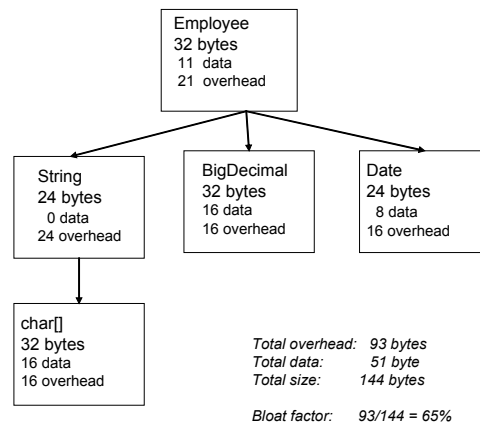 Employee
32 bytes
11 data
21 overhead
String
24 bytes
0 data
24 overhead
BigDecimal
32 bytes
16 data
16 overhead
Date
24 bytes
8 data
16 overhead
char[]
32 bytes
16 data
16 overhead
Total overhead: 93 bytes
Total data: 51 byte
Total size: 144 bytes
Bloat factor: 93/144 = 65%